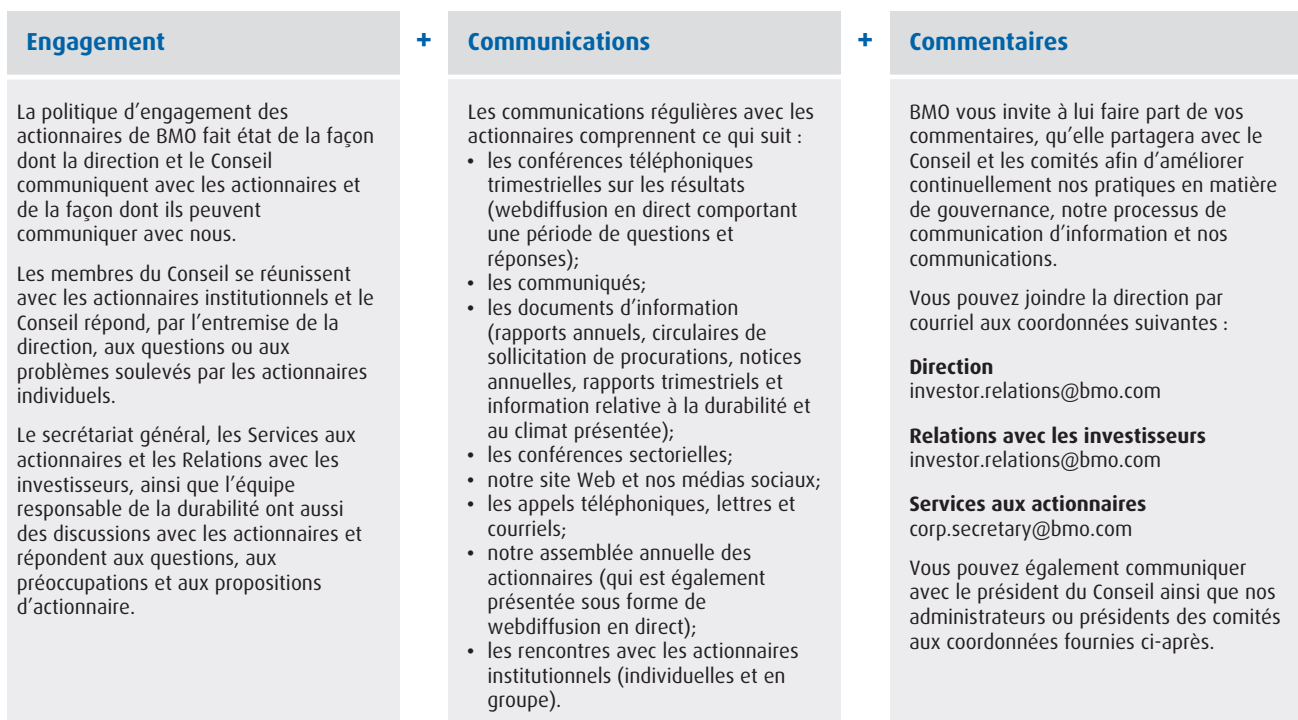 Engagement
+
Communications
+
Commentaires
La politique d'engagement des
actionnaires de BMO fait état de la façon
dont la direction et le Conseil
communiquent avec les actionnaires et
de la façon dont ils peuvent
communiquer avec nous.
Les membres du Conseil se réunissent
avec les actionnaires institutionnels et le
Conseil répond, par l'entremise de la
direction, aux questions ou aux
problèmes soulevés par les actionnaires
individuels.
Le secrétariat général, les Services aux
actionnaires et les Relations avec les
investisseurs, ainsi que l'équipe
responsable de la durabilité ont aussi
des discussions avec les actionnaires et
répondent aux questions, aux
préoccupations et aux propositions
d'actionnaire.
Les communications régulières avec les
actionnaires comprennent ce qui suit :
• les conférences téléphoniques
trimestrielles sur les résultats
(webdiffusion en direct comportant
une période de questions et
réponses);
• les communiqués;
• les documents d'information
(rapports annuels, circulaires de
sollicitation de procurations, notices
annuelles, rapports trimestriels et
information relative à la durabilité et
au climat présentée);
• les conférences sectorielles;
• notre site Web et nos médias sociaux;
• les appels téléphoniques, lettres et
courriels;
• notre assemblée annuelle des
actionnaires (qui est également
présentée sous forme de
webdiffusion en direct);
• les rencontres avec les actionnaires
institutionnels (individuelles et en
groupe).
BMO vous invite à lui faire part de vos
commentaires, qu'elle partagera avec le
Conseil et les comités afin d'améliorer
continuellement nos pratiques en matière
de gouvernance, notre processus de
communication d'information et nos
communications.
Vous pouvez joindre la direction par
courriel aux coordonnées suivantes :
Direction
investor.relations@bmo.com
Relations avec les investisseurs
investor.relations@bmo.com
Services aux actionnaires
corp.secretary@bmo.com
Vous pouvez également communiquer
avec le président du Conseil ainsi que nos
administrateurs ou présidents des comités
aux coordonnées fournies ci-après.